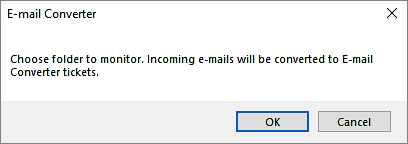 E-mail Converter
Choose folder to monitor. Incoming e-mails will be converted to E-mail
Converter tickets.
OK
Cancel